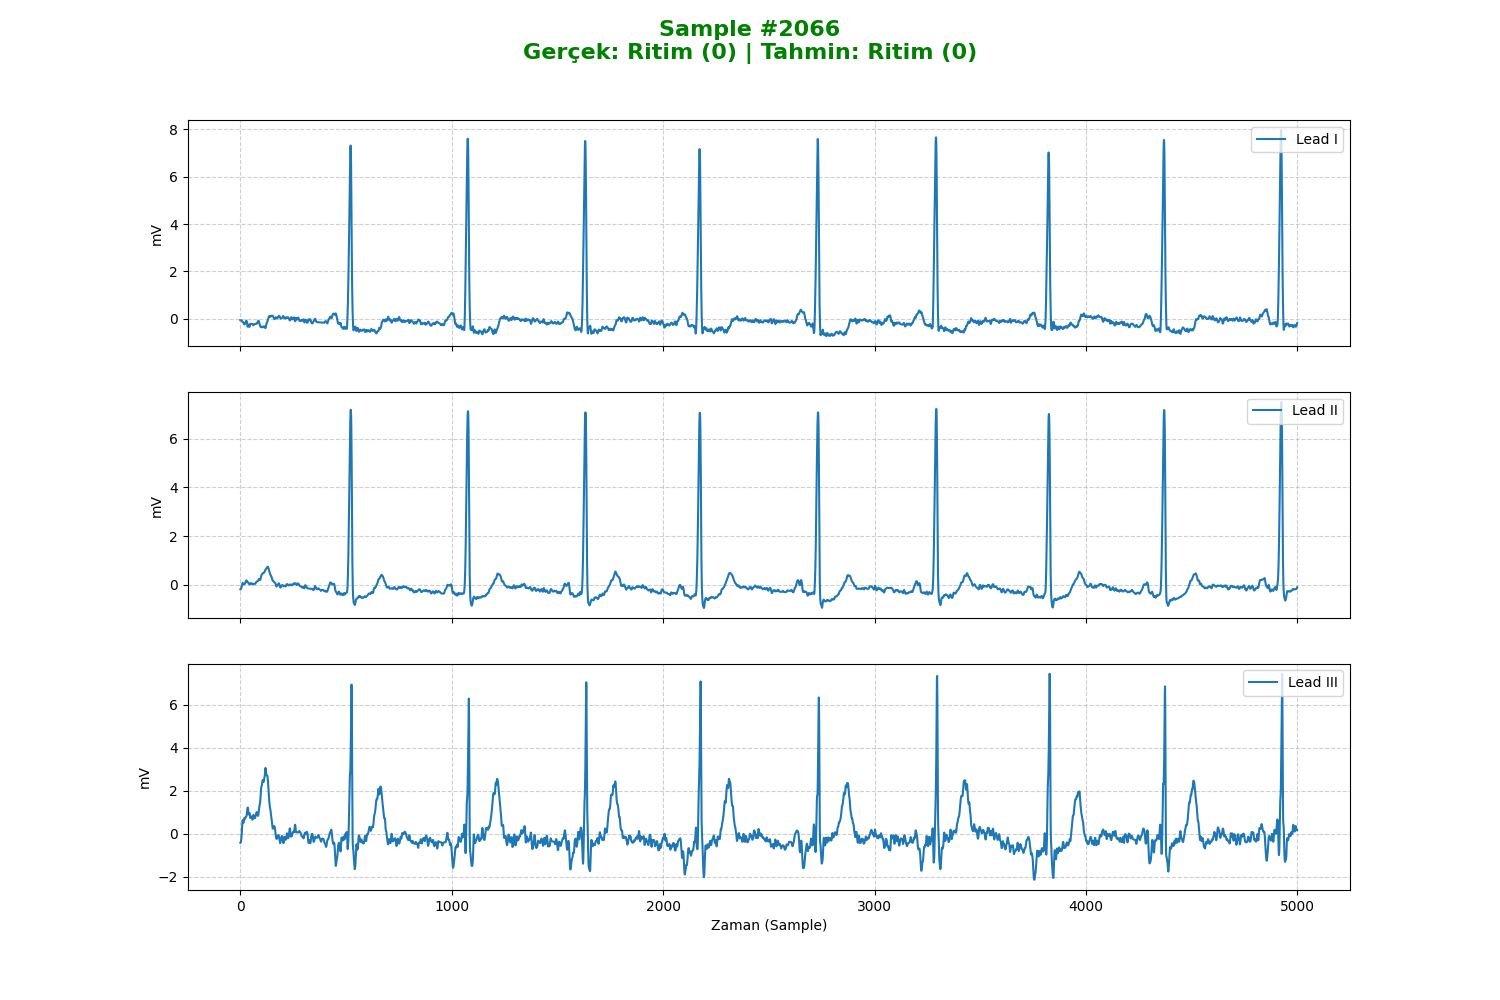 Sample #2066
Gerçek: Ritim (0) | Tahmin: Ritim (0)
8
6
4
2
0
mV
Lead I
6
4
2
0
mV
Lead II
6
4
2
0
−2
mV
Lead III
0 1000 2000 3000 4000 5000
Zaman (Sample)